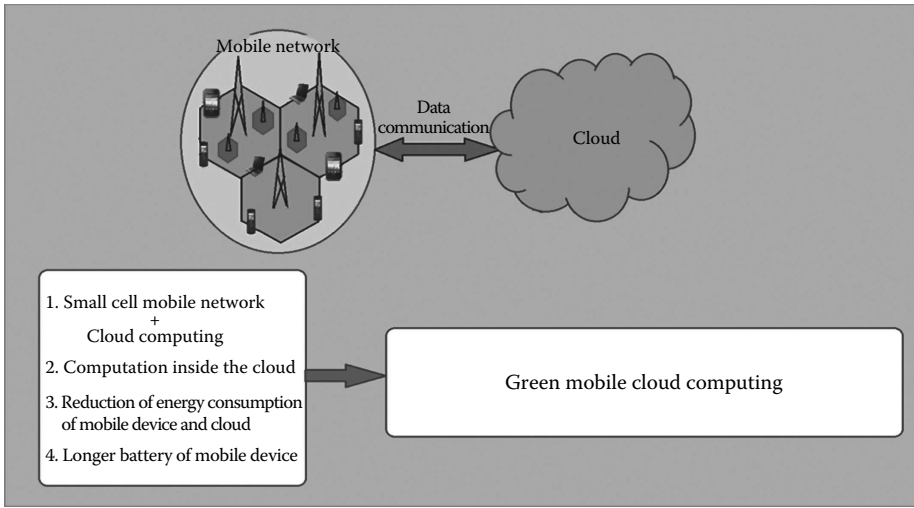 Mobile network
Data
communication
Cloud
1. Small cell mobile network
+
Cloud computing
2. Computation inside the cloud
3. Reduction of energy consumption
of mobile device and cloud
4. Longer battery of mobile device
Green mobile cloud computing